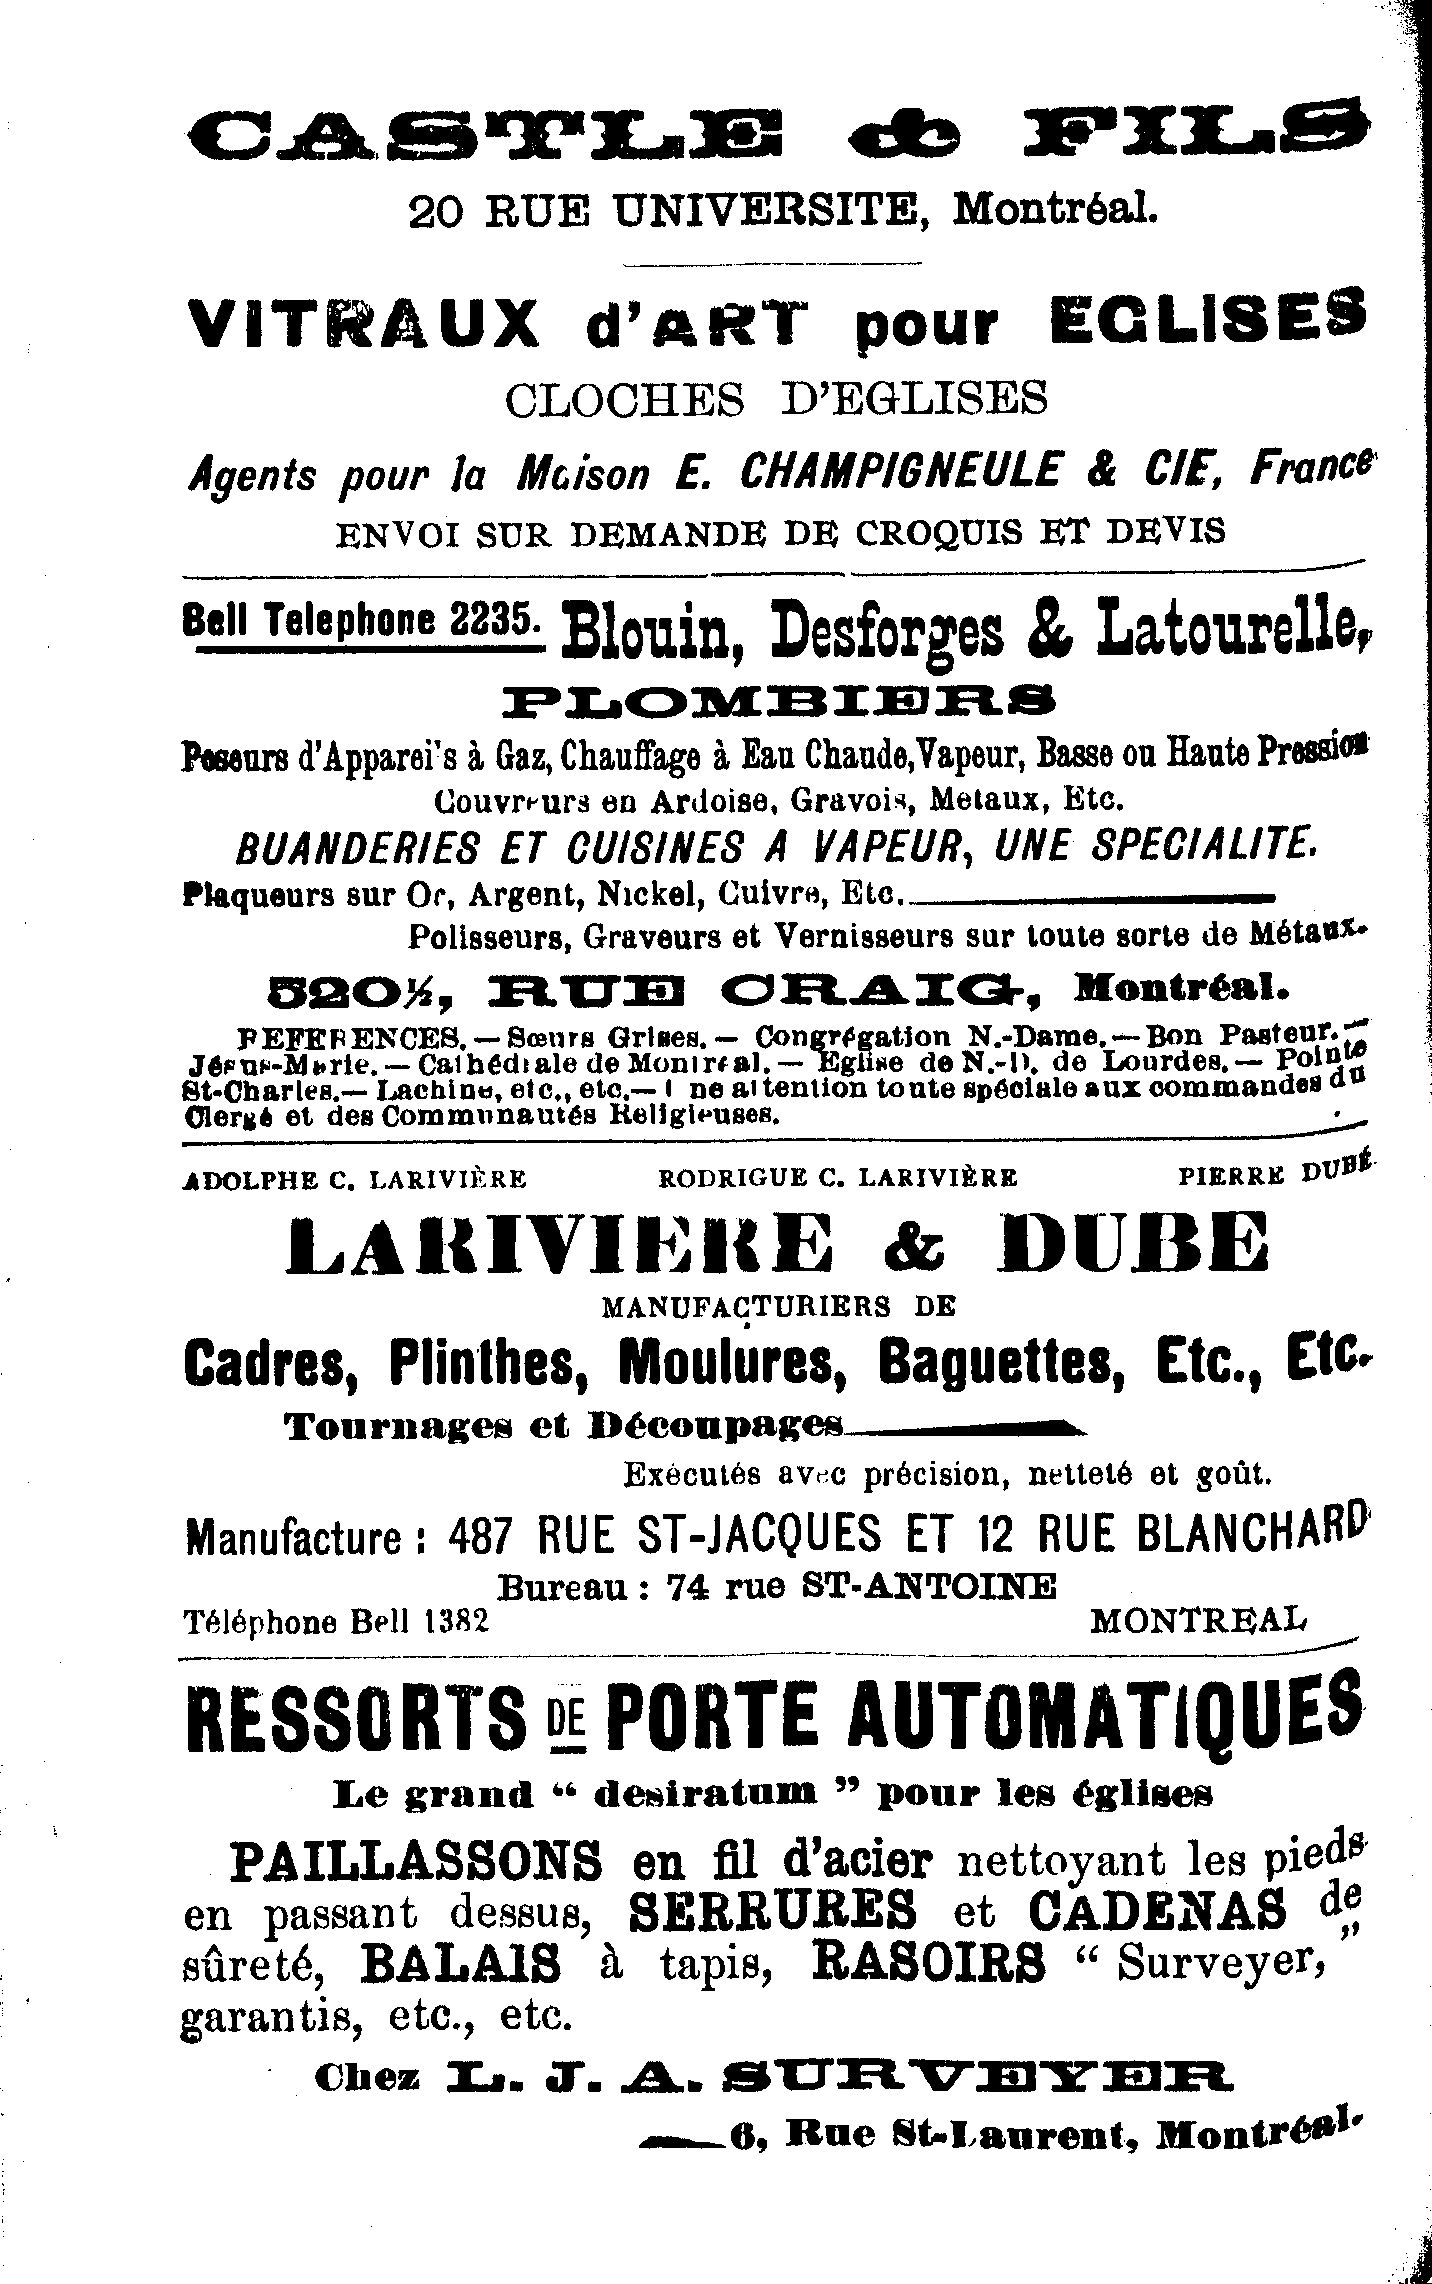 CASTLE & FILS
20 RUE UNIVERSITE, Montréal.
VITRAUX d'ART pour EGLISES
CLOCHES D'EGLISES
Agents pour la Maison E. CHAMPIGNEULE & CIE, France
ENVOI SUR DEMANDE DE CROQUIS ET DEVIS
Bell Telephone 2235. Blouin, Desforges & Latourelle,
PLOMBIERS
Poseurs d'Appareils à Gaz, Chauffage à Eau Chaude, Vapeur, Basse ou Haute Pression
Couvreurs en Ardoise, Gravois, Metaux, Etc.
BUANDERIES ET CUISINES A VAPEUR, UNE SPECIALITE.
Plaqueurs sur Or, Argent, Nickel, Cuivre, Etc.
Polisseurs, Graveurs et Vernisseurs sur toute sorte de Métaux.
520½, RUE CRAIG, Montréal.
REFERENCES.—Sœurs Grises.—Congrégation N.-Dame.—Bon Pasteur.—
Jésus-Marie.—Cathédrale de Montréal.—Eglise de N.-D. de Lourdes.—Pointe
St-Charles.—Lachine, etc., etc.—Une attention toute spéciale aux commandes du
Clergé et des Communautés Religieuses.
ADOLPHE C. LARIVIÈRE RODRIGUE C. LARIVIÈRE PIERRE DUBÉ
LARIVIERE & DUBE
MANUFACTURIERS DE
Cadres, Plinthes, Moulures, Baguettes, Etc., Etc.
Tournages et Découpages
Exécutés avec précision, netteté et goût.
Manufacture : 487 RUE ST-JACQUES ET 12 RUE BLANCHARD
Bureau : 74 rue ST-ANTOINE
Téléphone Bell 1382 MONTREAL
RESSORTS DE PORTE AUTOMATIQUES
Le grand “ desiratum ” pour les églises
PAILLASSONS en fil d'acier nettoyant les pieds
en passant dessus, SERRURES et CADENAS de
sûreté, BALAIS à tapis, RASOIRS “ Surveyer, ”
garantis, etc., etc.
Chez L. J. A. SURVEYER
6, Rue St-Laurent, Montréal.